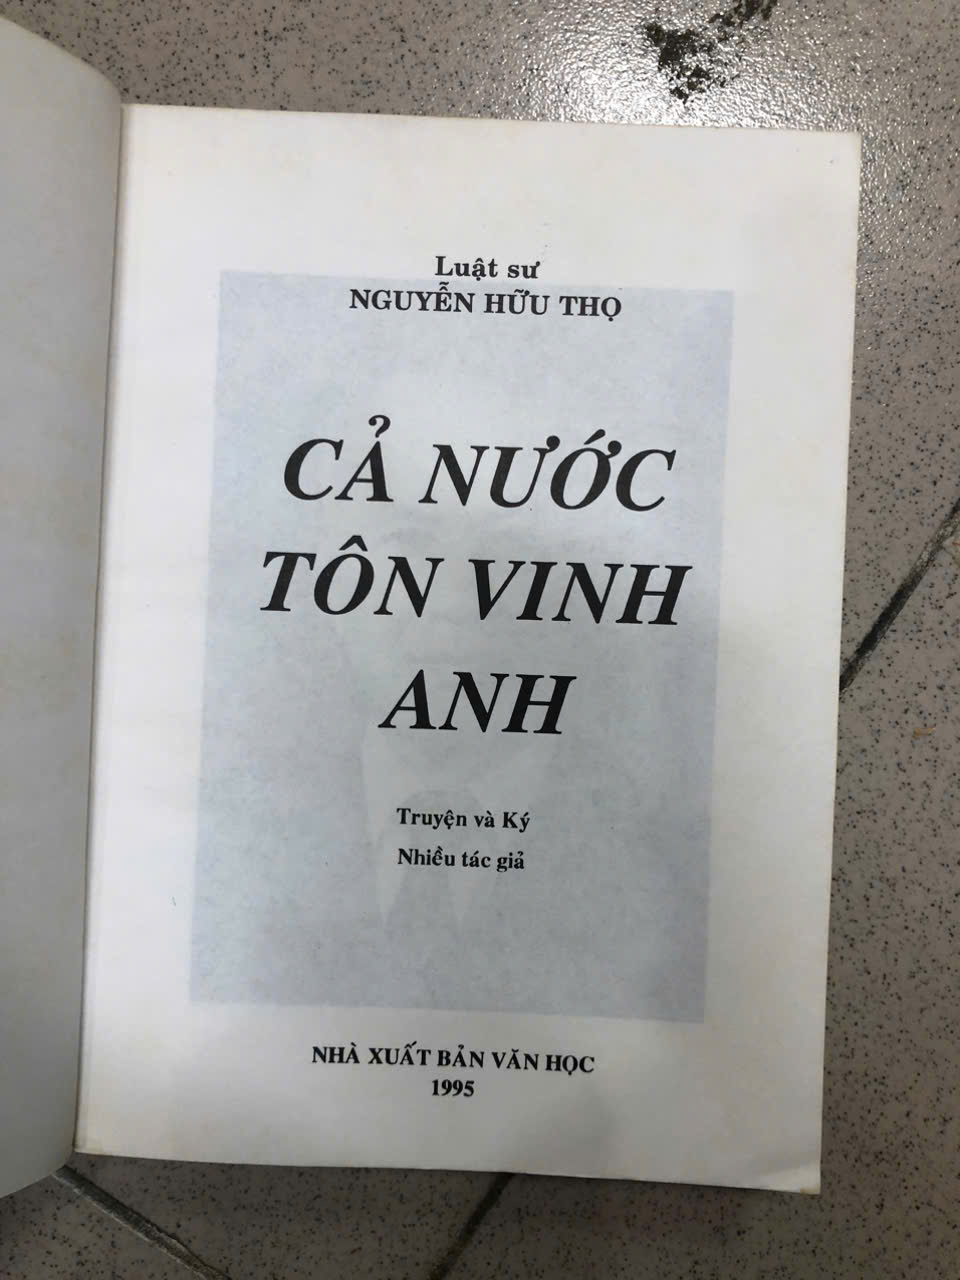 Luật sư
NGUYỄN HỮU THỌ
CẢ NƯỚC
TÔN VINH
ANH
Truyện và Ký
Nhiều tác giả
NHÀ XUẤT BẢN VĂN HỌC
1995